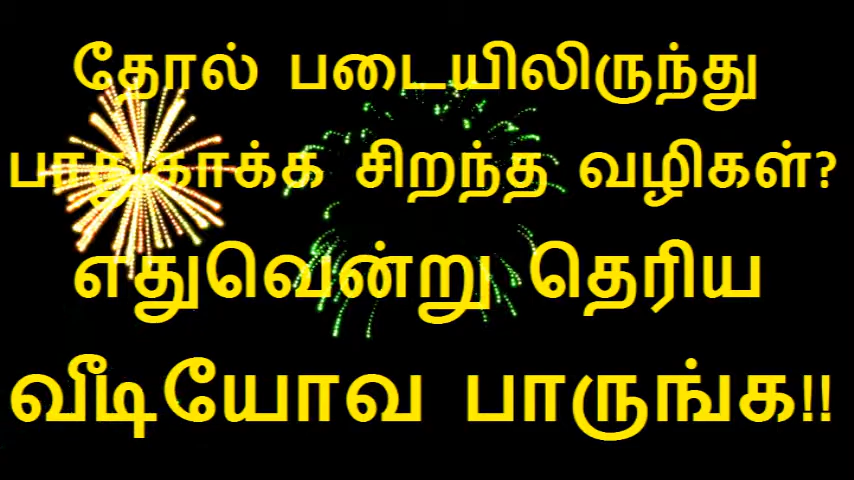 தோல் படையிலிருந்து
பாதுகாக்க சிறந்த வழிகள்?
எதுவென்று தெரிய
வீடியோவ பாருங்க!!